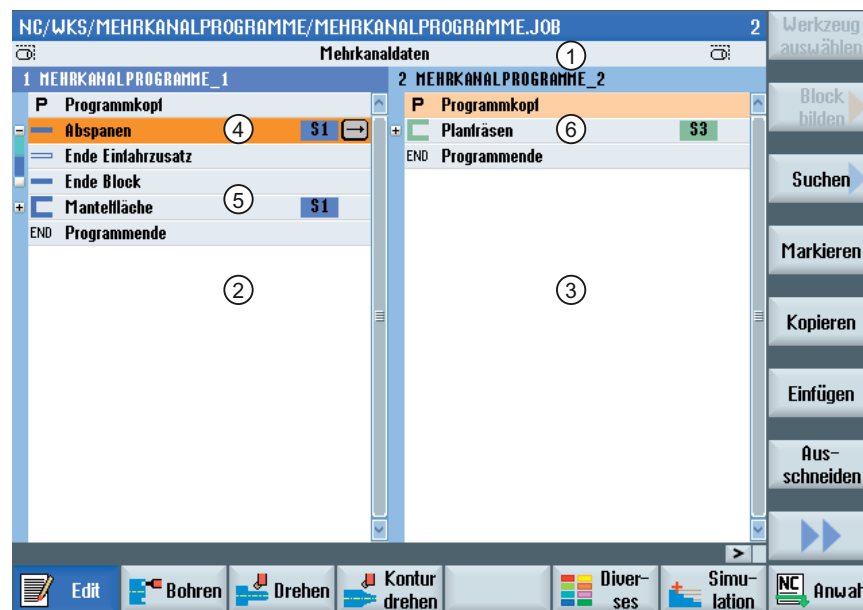 NC/WKS/MEHRKANALPROGRAMME/MEHRKANALPROGRAMME.JOB 2
Mehrkanaldaten 1
1 MEHRKANALPROGRAMME_1
P Programmkopf
Abspanen 4 S1
Ende Einfahrzusatz
Ende Block
Mantelfläche 5 S1
END Programmende
2
2 MEHRKANALPROGRAMME_2
P Programmkopf
Planfräsen 6 S3
END Programmende
3
Werkzeug
auswählen
Block
bilden
Suchen
Markieren
Kopieren
Einfügen
Aus-
schneiden
Edit
Bohren
Drehen
Kontur
drehen
Diver-
ses
Simu-
lation
NC Anwah